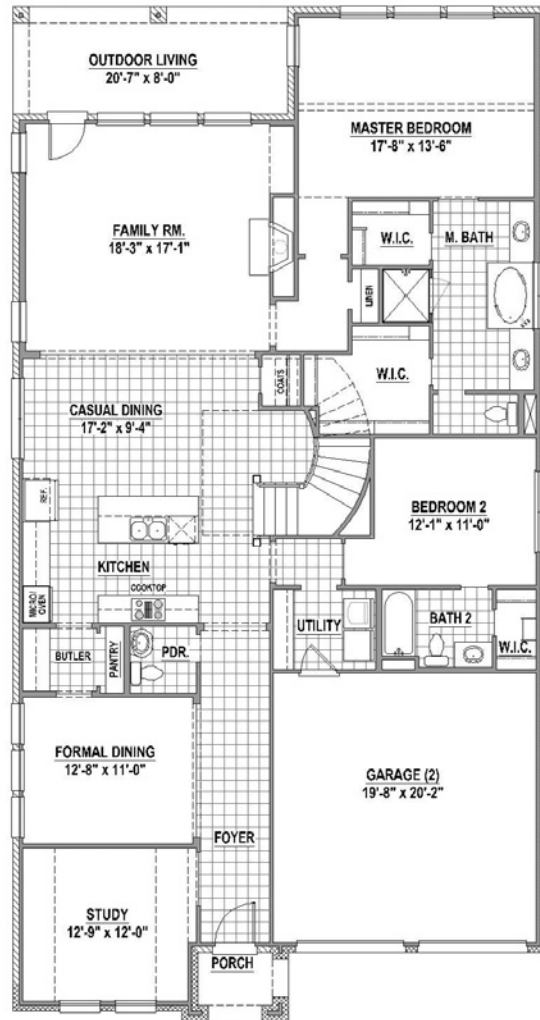 OUTDOOR LIVING
20'-7" x 8'-0"
MASTER BEDROOM
17'-8" x 13'-6"
FAMILY RM.
18'-3" x 17'-1"
W.I.C.
M. BATH
LINEN
COATS
W.I.C.
CASUAL DINING
17'-2" x 9'-4"
REF.
BEDROOM 2
12'-1" x 11'-0"
KITCHEN
COOKTOP
MICRO/
OVEN
UTILITY
BATH 2
W.I.C.
BUTLER
PANTRY
PDR.
FORMAL DINING
12'-8" x 11'-0"
GARAGE (2)
19'-8" x 20'-2"
FOYER
STUDY
12'-9" x 12'-0"
PORCH